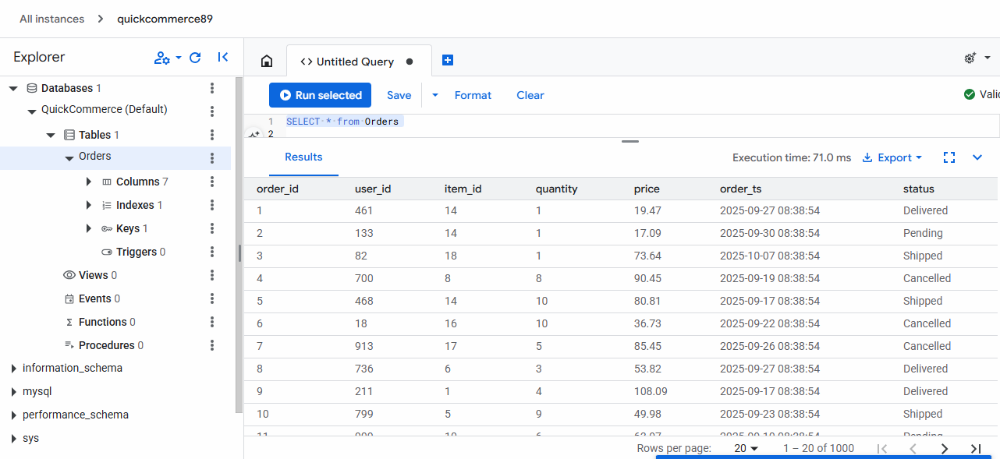 All instances > quickcommerce89
Explorer
Untitled Query
Run selected Save Format Clear Vali
Databases 1
QuickCommerce (Default)
Tables 1
Orders
Columns 7
Indexes 1
Keys 1
Triggers 0
Views 0
Events 0
Functions 0
Procedures 0
information_schema
mysql
performance_schema
sys
1 SELECT * from Orders
2
Results Execution time: 71.0 ms Export
order_id user_id item_id quantity price order_ts status
1 461 14 1 19.47 2025-09-27 08:38:54 Delivered
2 133 14 1 17.09 2025-09-30 08:38:54 Pending
3 82 18 1 73.64 2025-10-07 08:38:54 Shipped
4 700 8 8 90.45 2025-09-19 08:38:54 Cancelled
5 468 14 10 80.81 2025-09-17 08:38:54 Shipped
6 18 16 10 36.73 2025-09-22 08:38:54 Cancelled
7 913 17 5 85.45 2025-09-26 08:38:54 Cancelled
8 736 6 3 53.82 2025-09-27 08:38:54 Delivered
9 211 1 4 108.09 2025-09-17 08:38:54 Delivered
10 799 5 9 49.98 2025-09-23 08:38:54 Shipped
Rows per page: 20 1 – 20 of 1000